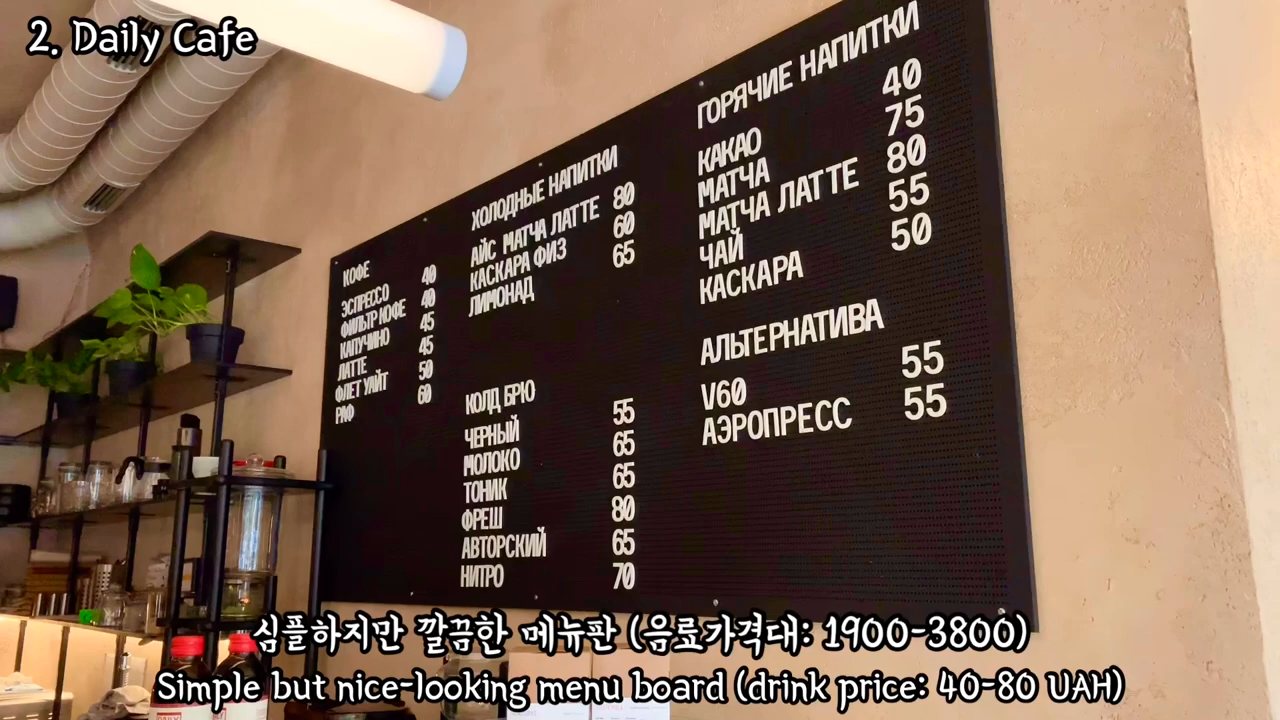 2. Daily Cafe
КОФЕ
ЭСПРЕССО 40
ФИЛЬТР КОФЕ 40
КАПУЧИНО 45
ЛАТТЕ 45
ФЛЕТ УАЙТ 50
РАФ 60
ХОЛОДНЫЕ НАПИТКИ
АЙС МАТЧА ЛАТТЕ 80
КАСКАРА ФИЗ 60
ЛИМОНАД 65
КОЛД БРЮ
ЧЕРНЫЙ 55
МОЛОКО 65
ТОНИК 65
ФРЕШ 80
АВТОРСКИЙ 65
НИТРО 70
ГОРЯЧИЕ НАПИТКИ
КАКАО 40
МАТЧА 75
МАТЧА ЛАТТЕ 80
ЧАЙ 55
КАСКАРА 50
АЛЬТЕРНАТИВА
V60 55
АЭРОПРЕСС 55
심플하지만 깔끔한 메뉴판 (음료가격대: 1900-3800)
Simple but nice-looking menu board (drink price: 40-80 UAH)